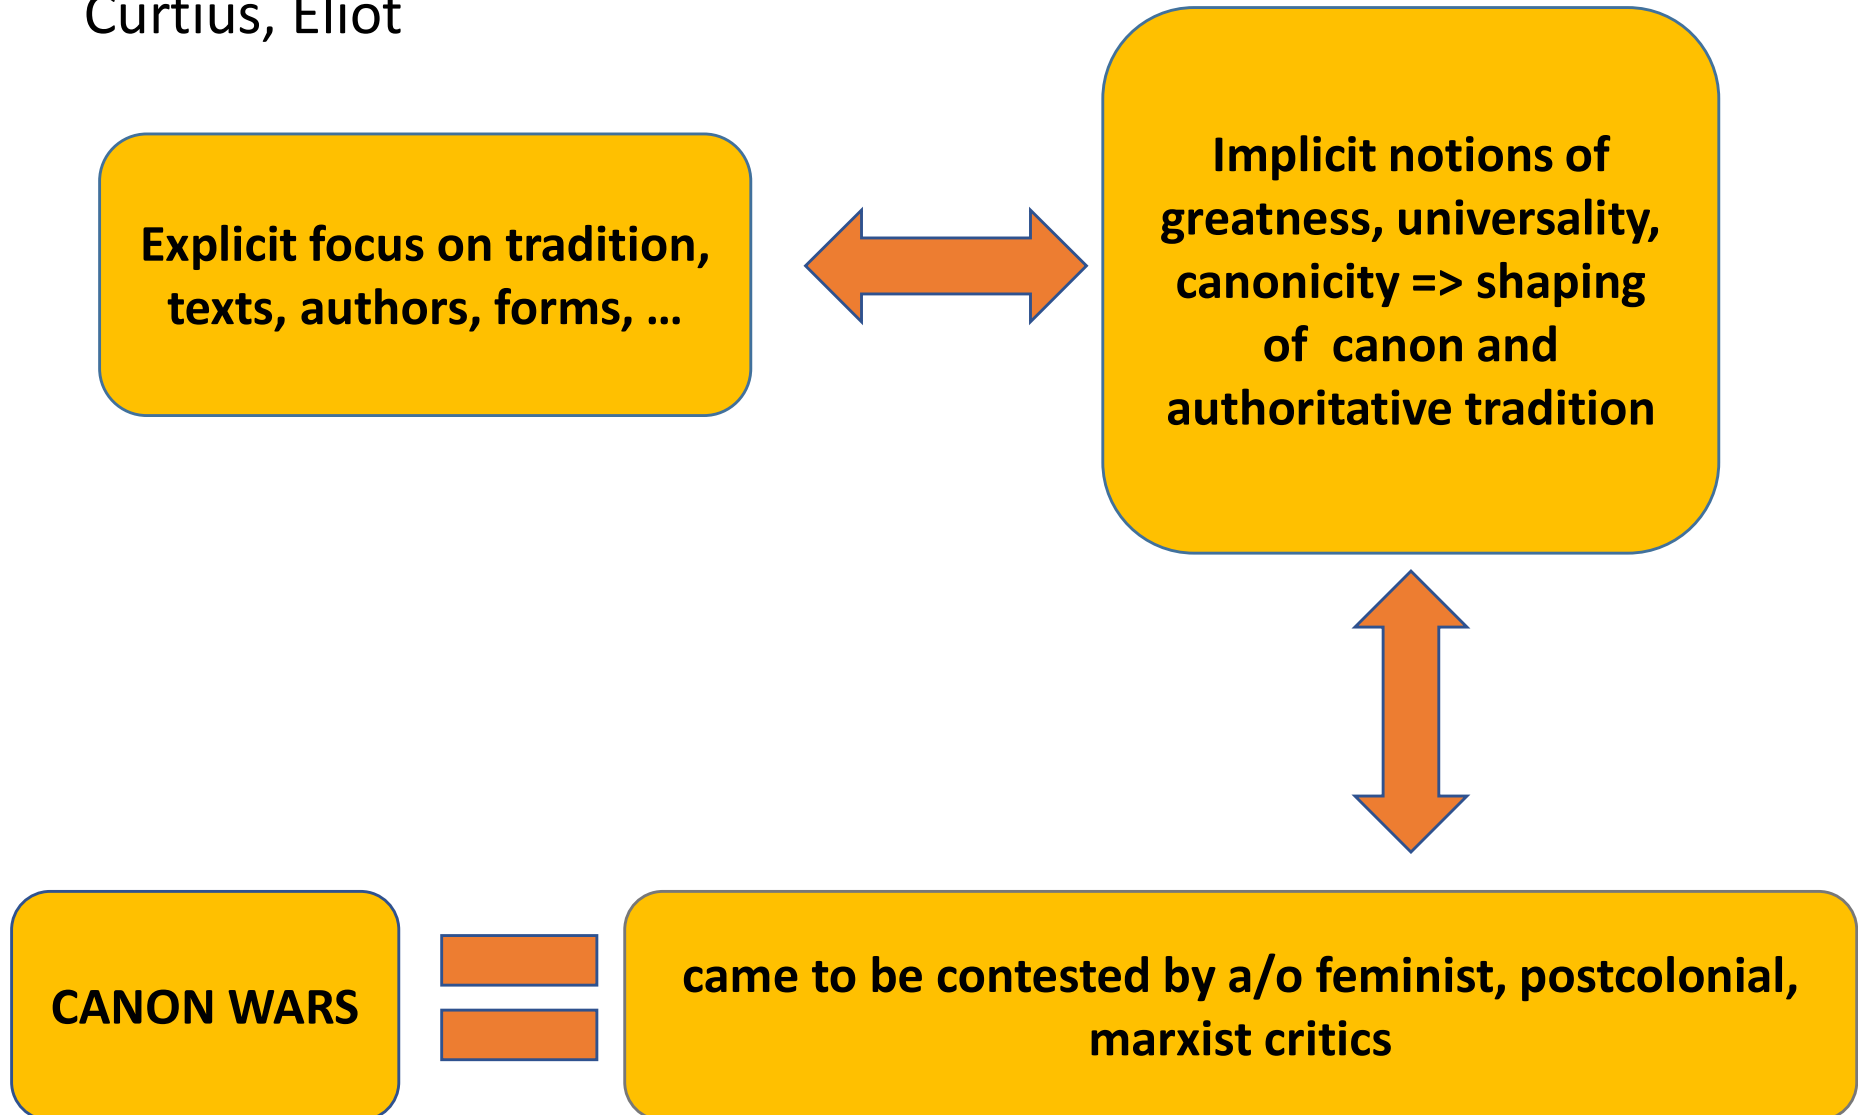 Curtius, Eliot
Explicit focus on tradition,
texts, authors, forms, …
Implicit notions of
greatness, universality,
canonicity => shaping
of  canon and
authoritative tradition
CANON WARS
came to be contested by a/o feminist, postcolonial,
marxist critics